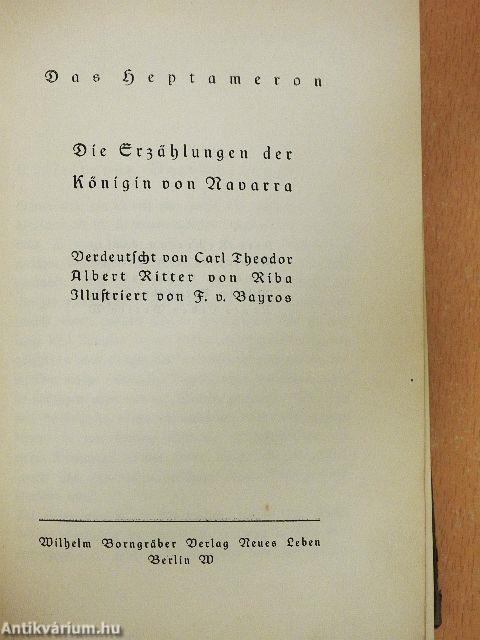 Das Heptameron
Die Erzählungen der
Königin von Navarra
Verdeutscht von Carl Theodor
Albert Ritter von Riba
Illustriert von F. v. Bayros
Wilhelm Borngräber Verlag Neues Leben
Berlin W
Antikvárium.hu